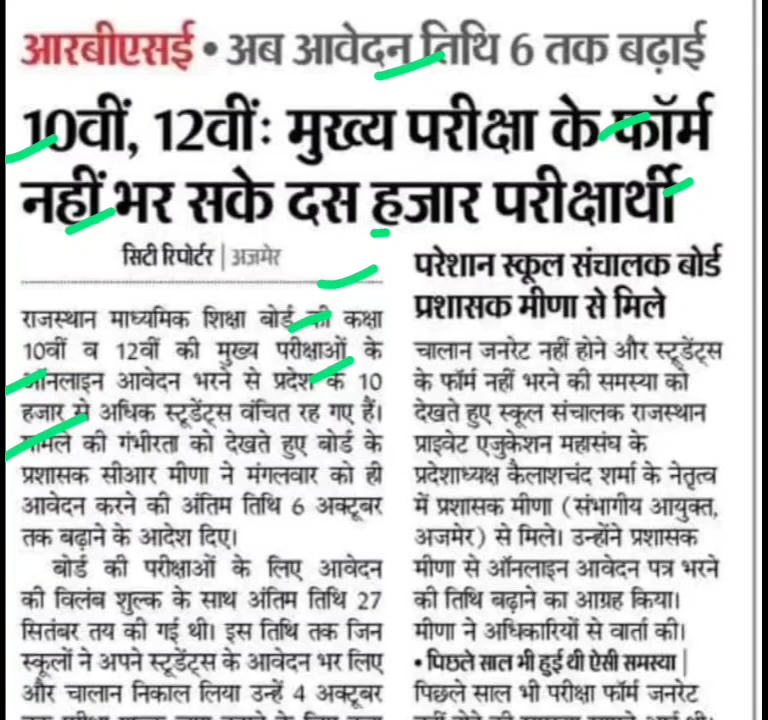 आरबीएसई • अब आवेदन तिथि 6 तक बढ़ाई
10वीं, 12वीं: मुख्य परीक्षा के फॉर्म
नहीं भर सके दस हजार परीक्षार्थी
सिटी रिपोर्टर | अजमेर
राजस्थान माध्यमिक शिक्षा बोर्ड की कक्षा
10वीं व 12वीं की मुख्य परीक्षाओं के
ऑनलाइन आवेदन भरने से प्रदेश के 10
हजार से अधिक स्टूडेंट्स वंचित रह गए हैं।
मामले की गंभीरता को देखते हुए बोर्ड के
प्रशासक सीआर मीणा ने मंगलवार को ही
आवेदन करने की अंतिम तिथि 6 अक्टूबर
तक बढ़ाने के आदेश दिए।
बोर्ड की परीक्षाओं के लिए आवेदन
की विलंब शुल्क के साथ अंतिम तिथि 27
सितंबर तय की गई थी। इस तिथि तक जिन
स्कूलों ने अपने स्टूडेंट्स के आवेदन भर लिए
और चालान निकाल लिया उन्हें 4 अक्टूबर
परेशान स्कूल संचालक बोर्ड
प्रशासक मीणा से मिले
चालान जनरेट नहीं होने और स्टूडेंट्स
के फॉर्म नहीं भरने की समस्या को
देखते हुए स्कूल संचालक राजस्थान
प्राइवेट एजुकेशन महासंघ के
प्रदेशाध्यक्ष कैलाशचंद शर्मा के नेतृत्व
में प्रशासक मीणा (संभागीय आयुक्त,
अजमेर) से मिले। उन्होंने प्रशासक
मीणा से ऑनलाइन आवेदन पत्र भरने
की तिथि बढ़ाने का आग्रह किया।
मीणा ने अधिकारियों से वार्ता की।
• पिछले साल भी हुई थी ऐसी समस्या |
पिछले साल भी परीक्षा फॉर्म जनरेट